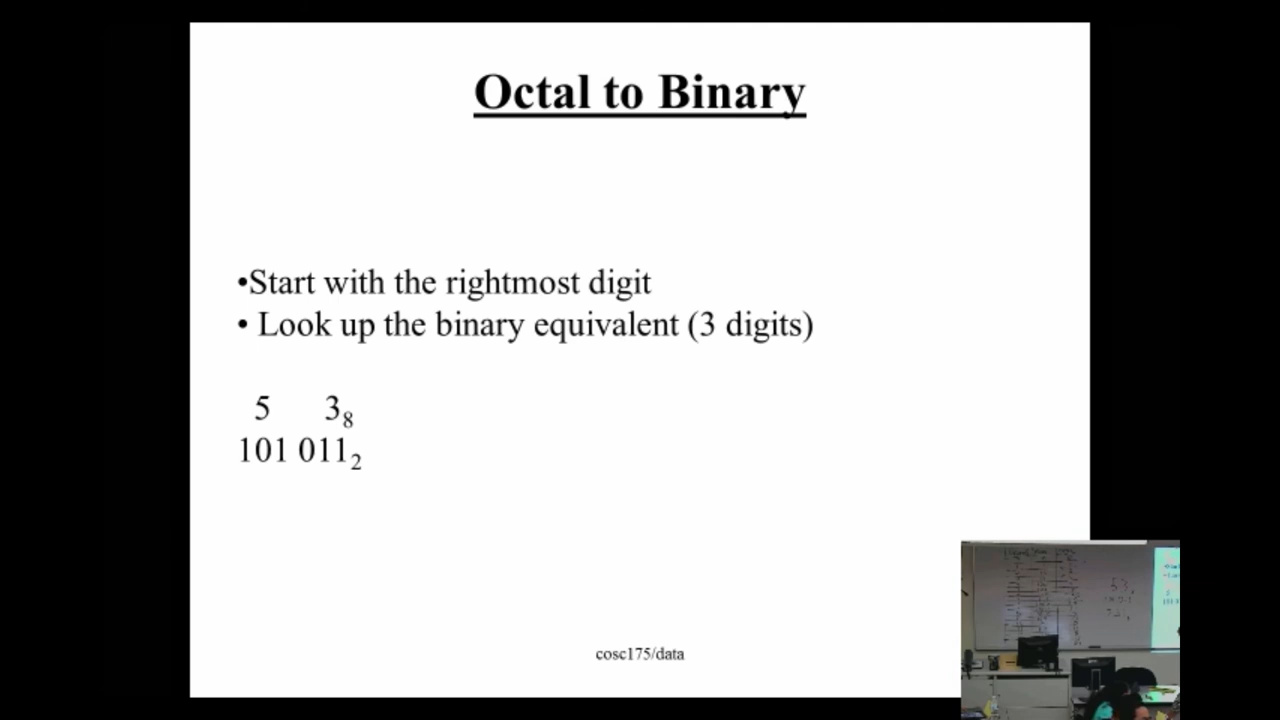 Octal to Binary
•Start with the rightmost digit
• Look up the binary equivalent (3 digits)
5 3₈
101 011₂
cosc175/data